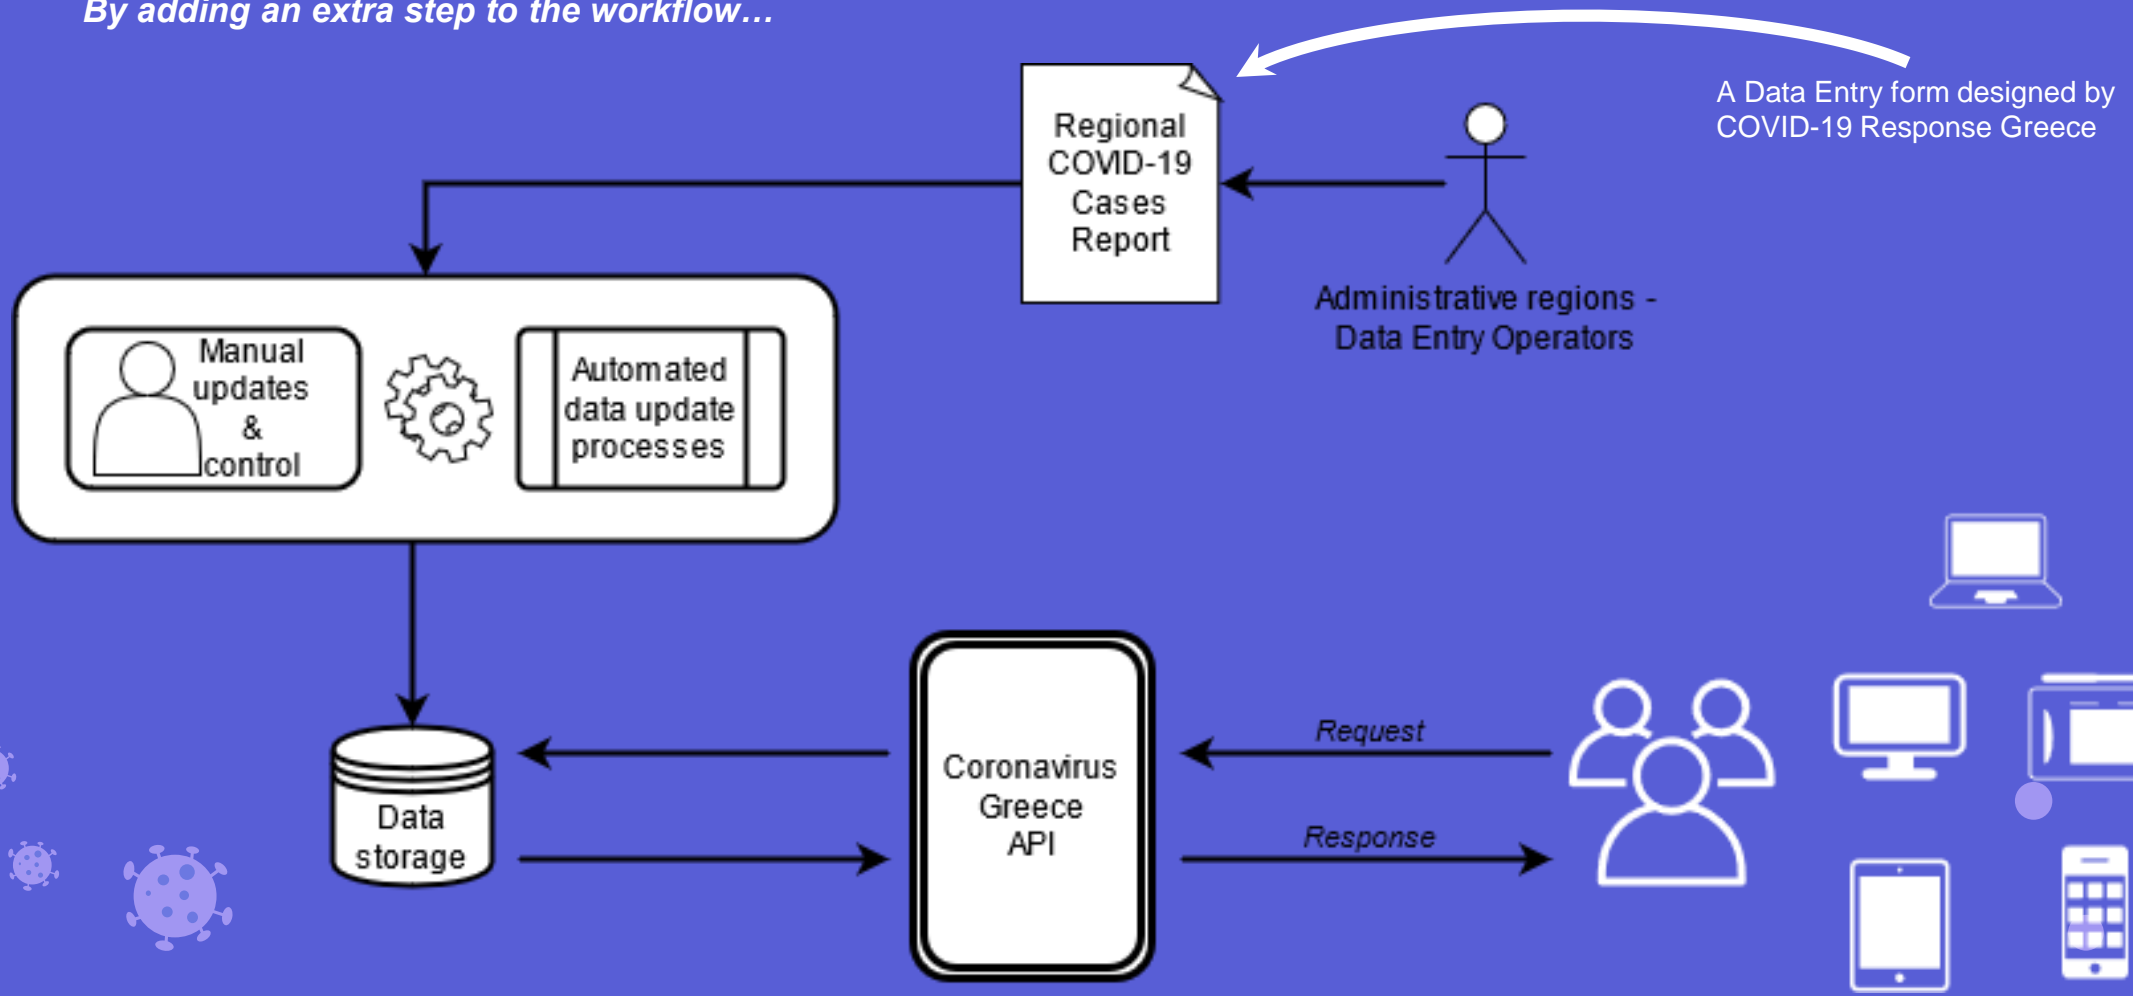 By adding an extra step to the workflow…
A Data Entry form designed by
COVID-19 Response Greece
Regional
COVID-19
Cases
Report
Administrative regions -
Data Entry Operators
Manual
updates
&
control
Automated
data update
processes
Data
storage
Coronavirus
Greece
API
Request
Response